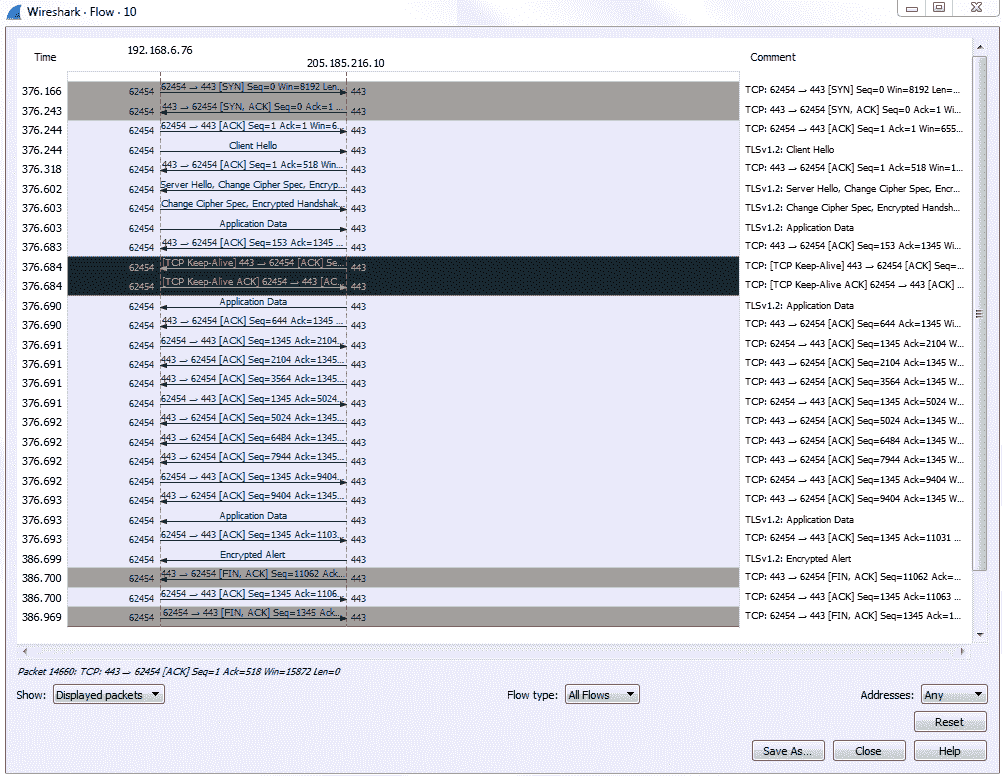 Wireshark · Flow · 10
Time 192.168.6.76 205.185.216.10 Comment
376.166 62454 62454 → 443 [SYN] Seq=0 Win=8192 Len... 443 TCP: 62454 → 443 [SYN] Seq=0 Win=8192 Len=...
376.243 62454 443 → 62454 [SYN, ACK] Seq=0 Ack=1 ... 443 TCP: 443 → 62454 [SYN, ACK] Seq=0 Ack=1 Wi...
376.244 62454 62454 → 443 [ACK] Seq=1 Ack=1 Win=6... 443 TCP: 62454 → 443 [ACK] Seq=1 Ack=1 Win=655...
376.244 62454 Client Hello 443 TLSv1.2: Client Hello
376.318 62454 443 → 62454 [ACK] Seq=1 Ack=518 Win... 443 TCP: 443 → 62454 [ACK] Seq=1 Ack=518 Win=1...
376.602 62454 Server Hello, Change Cipher Spec, Encryp... 443 TLSv1.2: Server Hello, Change Cipher Spec, Encr...
376.603 62454 Change Cipher Spec, Encrypted Handshak... 443 TLSv1.2: Change Cipher Spec, Encrypted Handsh...
376.603 62454 Application Data 443 TLSv1.2: Application Data
376.683 62454 443 → 62454 [ACK] Seq=153 Ack=1345 ... 443 TCP: 443 → 62454 [ACK] Seq=153 Ack=1345 Wi...
376.684 62454 [TCP Keep-Alive] 443 → 62454 [ACK] Se... 443 TCP: [TCP Keep-Alive] 443 → 62454 [ACK] Seq=...
376.684 62454 [TCP Keep-Alive ACK] 62454 → 443 [AC... 443 TCP: [TCP Keep-Alive ACK] 62454 → 443 [ACK] ...
376.690 62454 Application Data 443 TLSv1.2: Application Data
376.690 62454 443 → 62454 [ACK] Seq=644 Ack=1345 ... 443 TCP: 443 → 62454 [ACK] Seq=644 Ack=1345 Wi...
376.691 62454 62454 → 443 [ACK] Seq=1345 Ack=2104... 443 TCP: 62454 → 443 [ACK] Seq=1345 Ack=2104 W...
376.691 62454 443 → 62454 [ACK] Seq=2104 Ack=1345... 443 TCP: 443 → 62454 [ACK] Seq=2104 Ack=1345 W...
376.691 62454 443 → 62454 [ACK] Seq=3564 Ack=1345... 443 TCP: 443 → 62454 [ACK] Seq=3564 Ack=1345 W...
376.691 62454 62454 → 443 [ACK] Seq=1345 Ack=5024... 443 TCP: 62454 → 443 [ACK] Seq=1345 Ack=5024 W...
376.692 62454 443 → 62454 [ACK] Seq=5024 Ack=1345... 443 TCP: 443 → 62454 [ACK] Seq=5024 Ack=1345 W...
376.692 62454 443 → 62454 [ACK] Seq=6484 Ack=1345... 443 TCP: 443 → 62454 [ACK] Seq=6484 Ack=1345 W...
376.692 62454 443 → 62454 [ACK] Seq=7944 Ack=1345... 443 TCP: 443 → 62454 [ACK] Seq=7944 Ack=1345 W...
376.692 62454 62454 → 443 [ACK] Seq=1345 Ack=9404... 443 TCP: 62454 → 443 [ACK] Seq=1345 Ack=9404 W...
376.693 62454 443 → 62454 [ACK] Seq=9404 Ack=1345... 443 TCP: 443 → 62454 [ACK] Seq=9404 Ack=1345 W...
376.693 62454 Application Data 443 TLSv1.2: Application Data
376.693 62454 62454 → 443 [ACK] Seq=1345 Ack=1103... 443 TCP: 62454 → 443 [ACK] Seq=1345 Ack=11031 ...
386.699 62454 Encrypted Alert 443 TLSv1.2: Encrypted Alert
386.700 62454 443 → 62454 [FIN, ACK] Seq=11062 Ack... 443 TCP: 443 → 62454 [FIN, ACK] Seq=11062 Ack=...
386.700 62454 62454 → 443 [ACK] Seq=1345 Ack=1106... 443 TCP: 62454 → 443 [ACK] Seq=1345 Ack=11063 ...
386.969 62454 62454 → 443 [FIN, ACK] Seq=1345 Ack... 443 TCP: 62454 → 443 [FIN, ACK] Seq=1345 Ack=1...
Packet 14660: TCP: 443 → 62454 [ACK] Seq=1 Ack=518 Win=15872 Len=0
Show: Displayed packets Flow type: All Flows Addresses: Any
Reset
Save As... Close Help